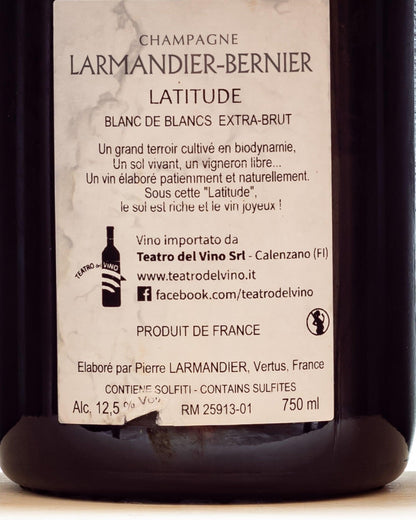 CHAMPAGNE
LARMANDIER-BERNIER
LATITUDE
BLANC DE BLANCS EXTRA-BRUT
Un grand terroir cultivé en biodynamie,
Un sol vivant, un vigneron libre...
Un vin élaboré patiemment et naturellement.
Sous cette "Latitude",
le sol est riche et le vin joyeux !
TEATRO del VINO
Vino importato da
Teatro del Vino Srl - Calenzano (FI)
www.teatrodelvino.it
facebook.com/teatrodelvino
PRODUIT DE FRANCE
Elaboré par Pierre LARMANDIER, Vertus, France
CONTIENE SOLFITI - CONTAINS SULFITES
Alc. 12,5 % Vol. RM 25913-01 750 ml